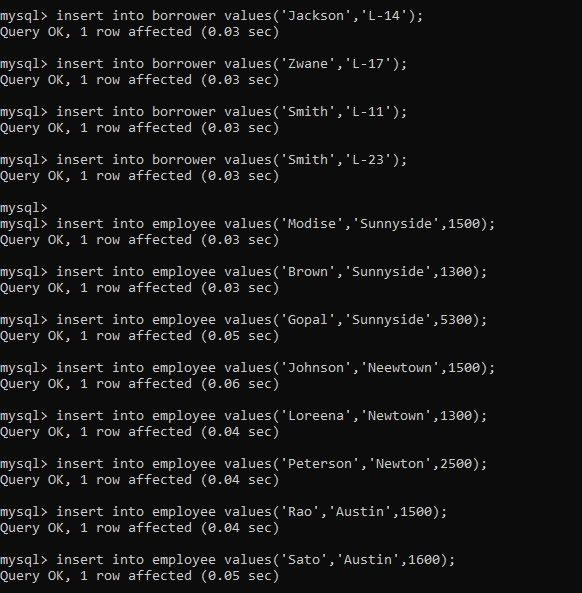 mysql> insert into borrower values('Jackson','L-14');
Query OK, 1 row affected (0.03 sec)
mysql> insert into borrower values('Zwane','L-17');
Query OK, 1 row affected (0.03 sec)
mysql> insert into borrower values('Smith','L-11');
Query OK, 1 row affected (0.03 sec)
mysql> insert into borrower values('Smith','L-23');
Query OK, 1 row affected (0.03 sec)
mysql>
mysql> insert into employee values('Modise','Sunnyside',1500);
Query OK, 1 row affected (0.03 sec)
mysql> insert into employee values('Brown','Sunnyside',1300);
Query OK, 1 row affected (0.03 sec)
mysql> insert into employee values('Gopal','Sunnyside',5300);
Query OK, 1 row affected (0.05 sec)
mysql> insert into employee values('Johnson','Neewtown',1500);
Query OK, 1 row affected (0.06 sec)
mysql> insert into employee values('Loreena','Newtown',1300);
Query OK, 1 row affected (0.04 sec)
mysql> insert into employee values('Peterson','Newton',2500);
Query OK, 1 row affected (0.04 sec)
mysql> insert into employee values('Rao','Austin',1500);
Query OK, 1 row affected (0.04 sec)
mysql> insert into employee values('Sato','Austin',1600);
Query OK, 1 row affected (0.05 sec)